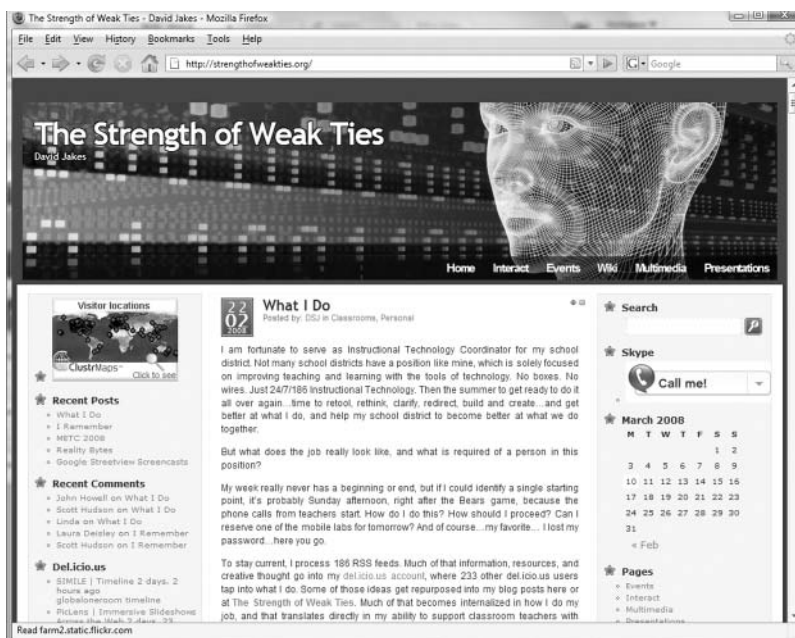 The Strength of Weak Ties - David Jakes - Mozilla Firefox
File Edit View History Bookmarks Tools Help
http://strengthofweakties.org/
G Google
The Strength of Weak Ties
David Jakes
Home Interact Events Wiki Multimedia Presentations
Visitor locations
ClustrMaps™
Click to see
Recent Posts
What I Do
I Remember
METC 2008
Reality Bytes
Google Streetview Screencasts
Recent Comments
John Howell on What I Do
Scott Hudson on What I Do
Linda on What I Do
Laura Deisley on I Remember
Scott Hudson on I Remember
Del.icio.us
SIMILE | Timeline 2 days, 2
hours ago
globaloneroom timeline
PicLens | Immersive Slideshows
Across the Web 2 days, 23
22
02
2008
What I Do
Posted by: DSJ in Classrooms, Personal
I am fortunate to serve as Instructional Technology Coordinator for my school
district. Not many school districts have a position like mine, which is solely focused
on improving teaching and learning with the tools of technology. No boxes. No
wires. Just 24/7/186 Instructional Technology. Then the summer to get ready to do it
all over again...time to retool, rethink, clarify, redirect, build and create...and get
better at what I do, and help my school district to become better at what we do
together.
But what does the job really look like, and what is required of a person in this
position?
My week really never has a beginning or end, but if I could identify a single starting
point, it's probably Sunday afternoon, right after the Bears game, because the
phone calls from teachers start. How do I do this? How should I proceed? Can I
reserve one of the mobile labs for tomorrow? And of course...my favorite... I lost my
password...here you go.
To stay current, I process 186 RSS feeds. Much of that information, resources, and
creative thought go into my del.icio.us account, where 233 other del.icio.us users
tap into what I do. Some of those ideas get repurposed into my blog posts here or
at The Strength of Weak Ties. Much of that becomes internalized in how I do my
job, and that translates directly in my ability to support classroom teachers with
Search
Skype
Call me!
March 2008
M T W T F S S
1 2
3 4 5 6 7 8 9
10 11 12 13 14 15 16
17 18 19 20 21 22 23
24 25 26 27 28 29 30
31
« Feb
Pages
Events
Interact
Multimedia
Presentations
Read farm2.static.flickr.com